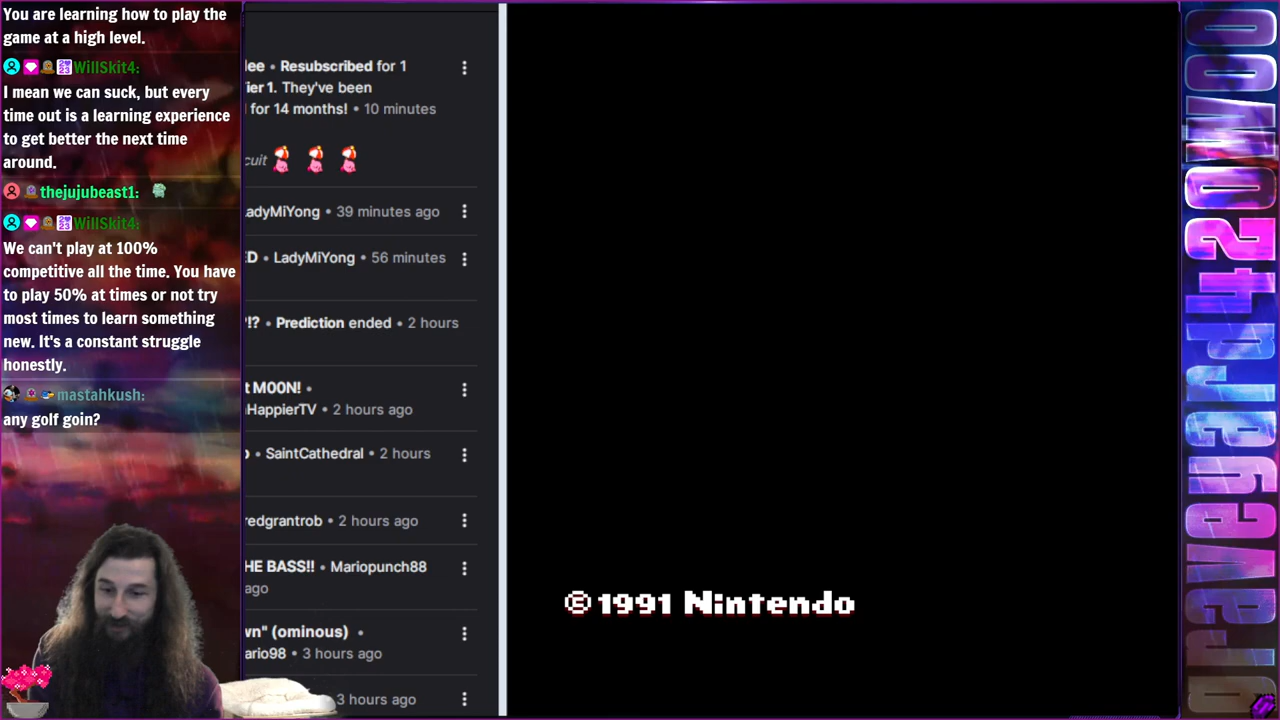 You are learning how to play the
game at a high level.
WillSkit4:
I mean we can suck, but every
time out is a learning experience
to get better the next time
around.
thejujubeast1:
WillSkit4:
We can't play at 100%
competitive all the time. You have
to play 50% at times or not try
most times to learn something
new. It's a constant struggle
honestly.
mastahkush:
any golf goin?
lee • Resubscribed for 1
ier 1. They've been
for 14 months! • 10 minutes
cuit
adyMiYong • 39 minutes ago
ED • LadyMiYong • 56 minutes
!? • Prediction ended • 2 hours
t M00N! •
HappierTV • 2 hours ago
• SaintCathedral • 2 hours
redgrantrob • 2 hours ago
HE BASS!! • Mariopunch88
ago
wn" (ominous) •
ario98 • 3 hours ago
3 hours ago
©1991 Nintendo